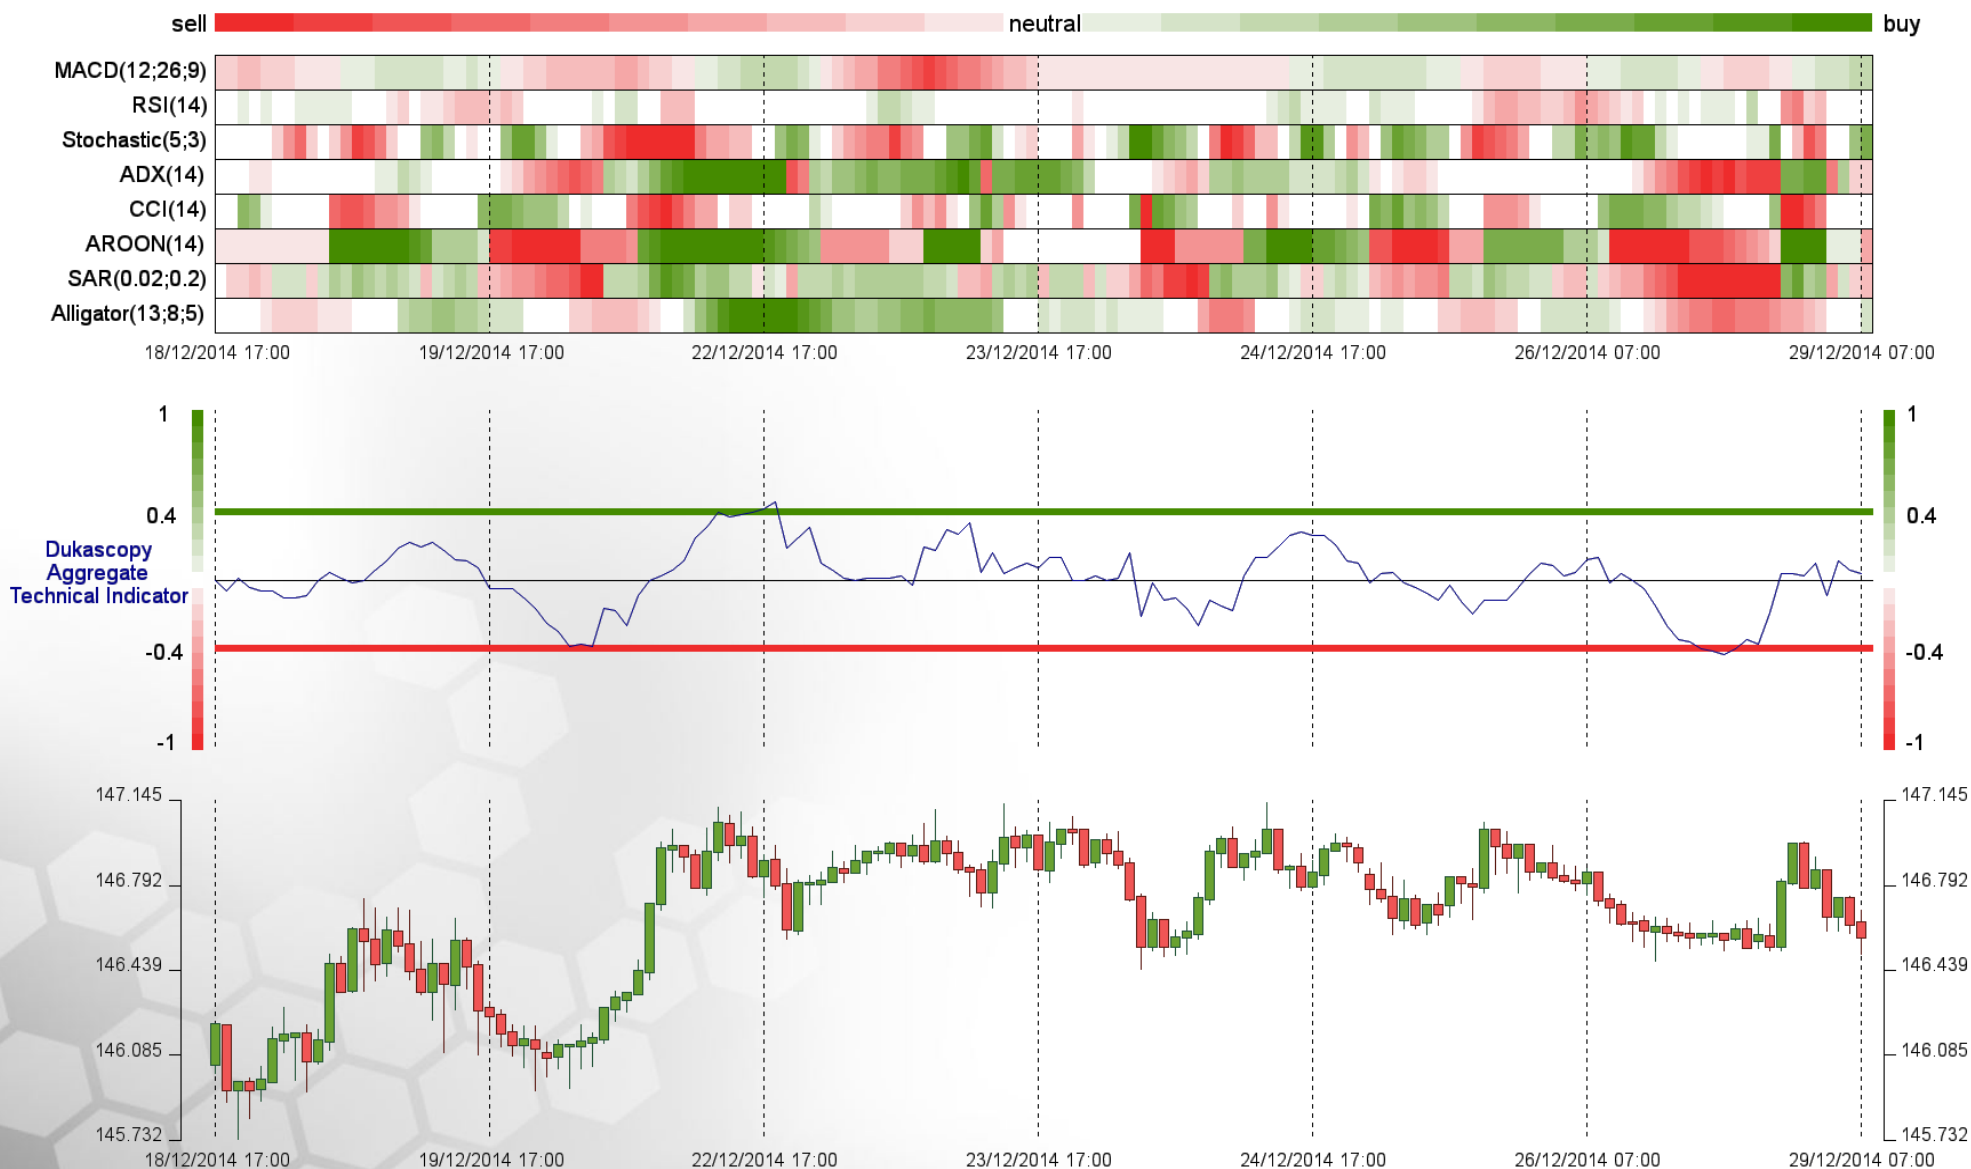 sell neutral buy
MACD(12;26;9)
RSI(14)
Stochastic(5;3)
ADX(14)
CCI(14)
AROON(14)
SAR(0.02;0.2)
Alligator(13;8;5)
18/12/2014 17:00 19/12/2014 17:00 22/12/2014 17:00 23/12/2014 17:00 24/12/2014 17:00 26/12/2014 07:00 29/12/2014 07:00
1 1
0.4 0.4
Dukascopy
Aggregate
Technical Indicator
-0.4 -0.4
-1 -1
147.145 147.145
146.792 146.792
146.439 146.439
146.085 146.085
145.732 145.732
18/12/2014 17:00 19/12/2014 17:00 22/12/2014 17:00 23/12/2014 17:00 24/12/2014 17:00 26/12/2014 07:00 29/12/2014 07:00